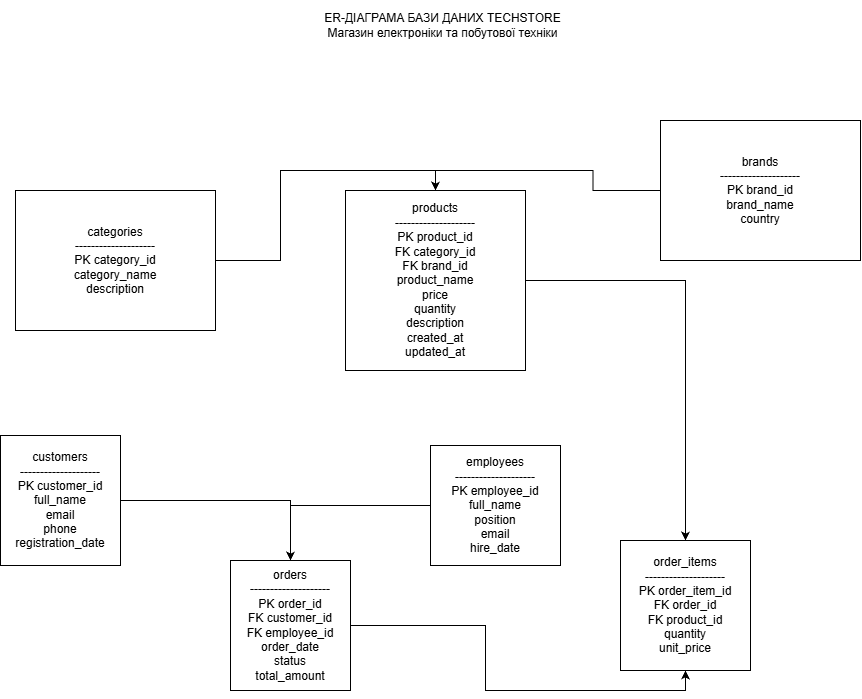 ER-ДІАГРАМА БАЗИ ДАНИХ TECHSTORE
Магазин електроніки та побутової техніки
categories
--------------------
PK category_id
category_name
description
products
--------------------
PK product_id
FK category_id
FK brand_id
product_name
price
quantity
description
created_at
updated_at
brands
--------------------
PK brand_id
brand_name
country
customers
--------------------
PK customer_id
full_name
email
phone
registration_date
employees
--------------------
PK employee_id
full_name
position
email
hire_date
orders
--------------------
PK order_id
FK customer_id
FK employee_id
order_date
status
total_amount
order_items
--------------------
PK order_item_id
FK order_id
FK product_id
quantity
unit_price